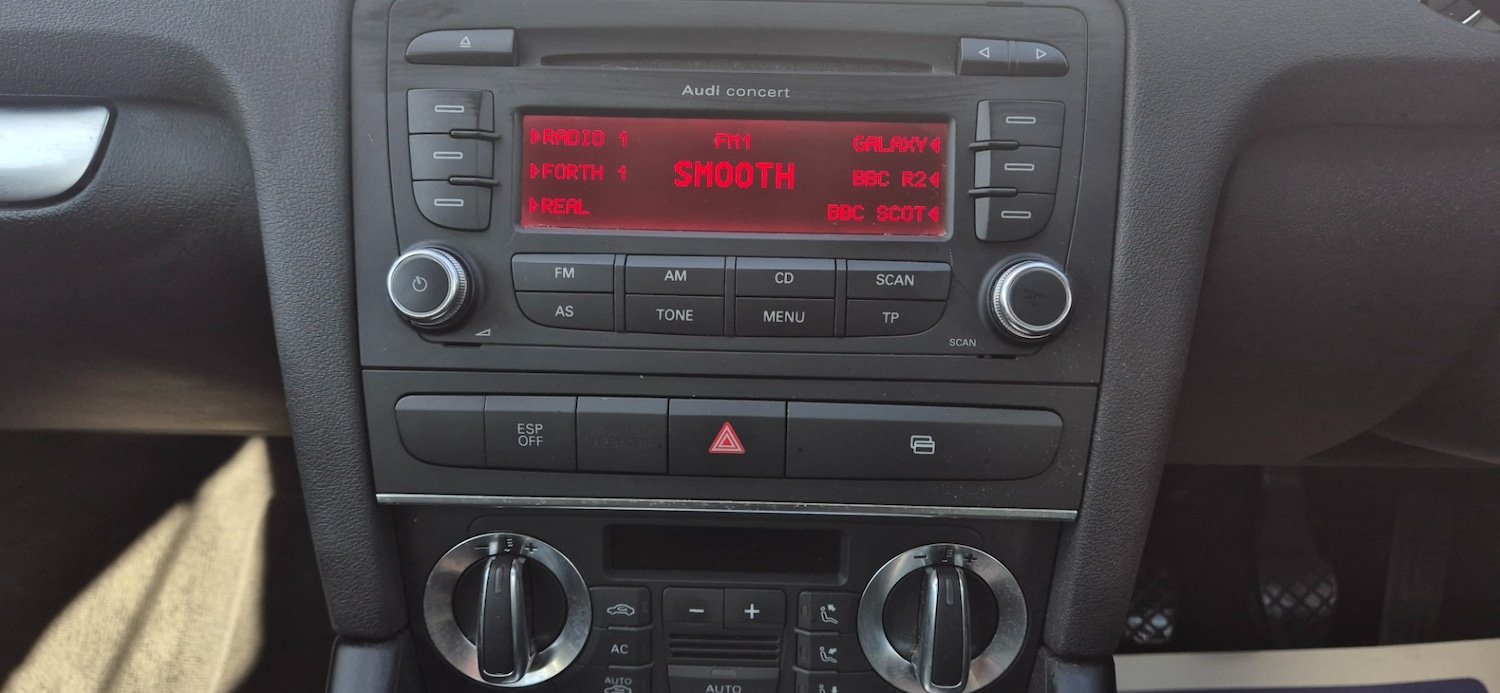 Audi concert
RADIO 1 FM1 GALAXY
FORTH 1 SMOOTH BBC R2
REAL BBC SCOT
FM AM CD SCAN
AS TONE MENU TP
SCAN
ESP
OFF
- + - + - +
AC
AUTO AUTO